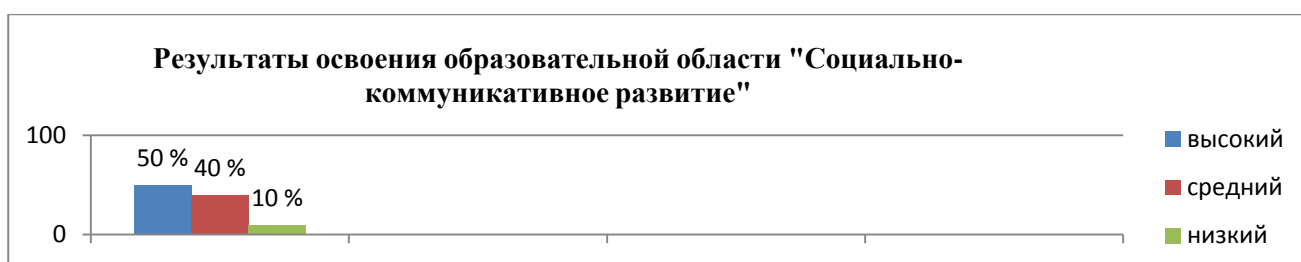 Результаты освоения образовательной области "Социально-
коммуникативное развитие"
100
50 %
40 %
10 %
0
высокий
средний
низкий